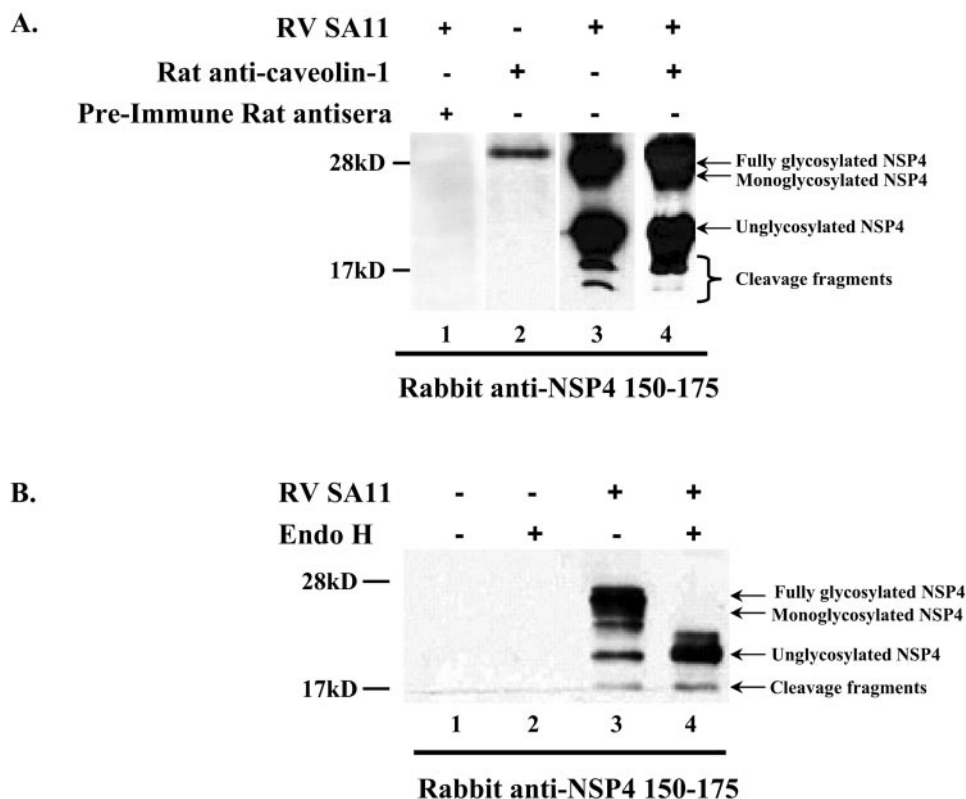 A.
RV SA11 + - + +
Rat anti-caveolin-1 - + - +
Pre-Immune Rat antisera + - - -
28kD
Fully glycosylated NSP4
Monoglycosylated NSP4
Unglycosylated NSP4
17kD
Cleavage fragments
1 2 3 4
Rabbit anti-NSP4 150-175
B.
RV SA11 - - + +
Endo H - + - +
28kD
Fully glycosylated NSP4
Monoglycosylated NSP4
Unglycosylated NSP4
17kD
Cleavage fragments
1 2 3 4
Rabbit anti-NSP4 150-175